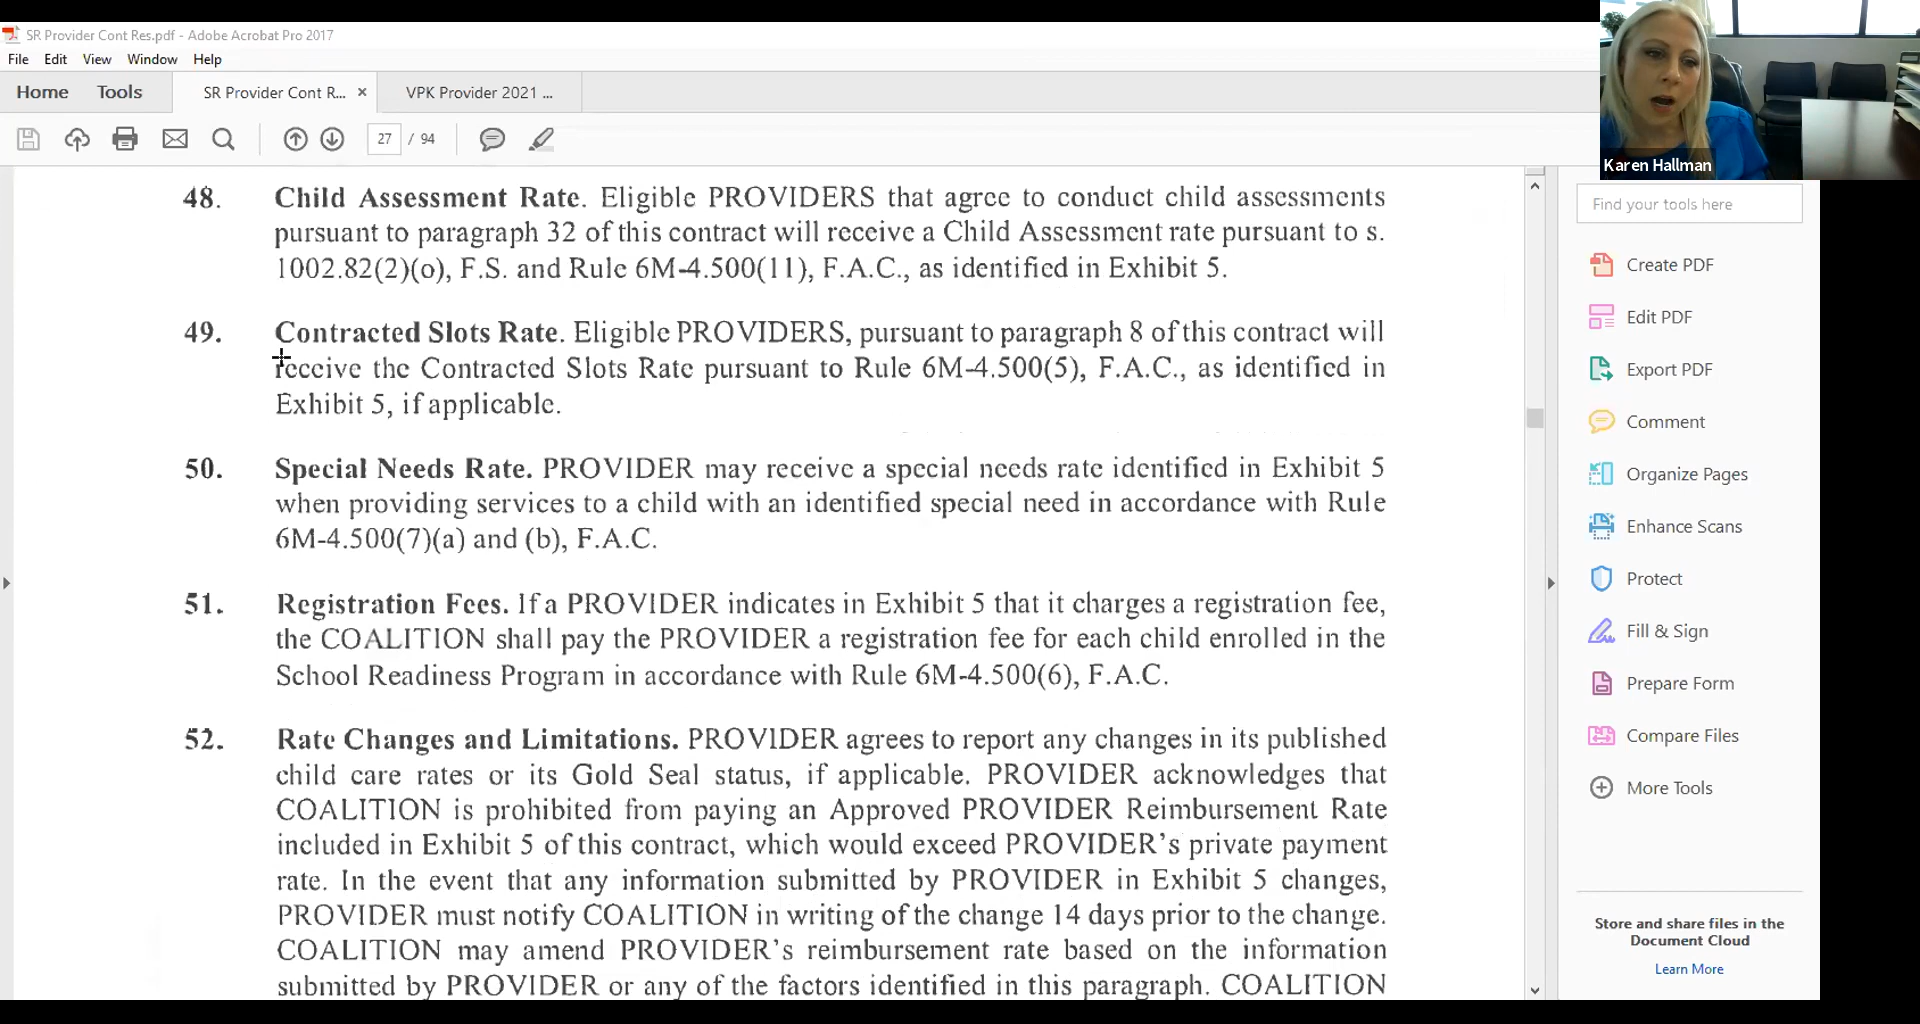 SR Provider Cont Res.pdf - Adobe Acrobat Pro 2017
File Edit View Window Help
Home Tools SR Provider Cont R... × VPK Provider 2021 ...
27 / 94
Karen Hallman
48. Child Assessment Rate. Eligible PROVIDERS that agree to conduct child assessments
pursuant to paragraph 32 of this contract will receive a Child Assessment rate pursuant to s.
1002.82(2)(o), F.S. and Rule 6M-4.500(11), F.A.C., as identified in Exhibit 5.
49. Contracted Slots Rate. Eligible PROVIDERS, pursuant to paragraph 8 of this contract will
receive the Contracted Slots Rate pursuant to Rule 6M-4.500(5), F.A.C., as identified in
Exhibit 5, if applicable.
50. Special Needs Rate. PROVIDER may receive a special needs rate identified in Exhibit 5
when providing services to a child with an identified special need in accordance with Rule
6M-4.500(7)(a) and (b), F.A.C.
51. Registration Fees. If a PROVIDER indicates in Exhibit 5 that it charges a registration fee,
the COALITION shall pay the PROVIDER a registration fee for each child enrolled in the
School Readiness Program in accordance with Rule 6M-4.500(6), F.A.C.
52. Rate Changes and Limitations. PROVIDER agrees to report any changes in its published
child care rates or its Gold Seal status, if applicable. PROVIDER acknowledges that
COALITION is prohibited from paying an Approved PROVIDER Reimbursement Rate
included in Exhibit 5 of this contract, which would exceed PROVIDER's private payment
rate. In the event that any information submitted by PROVIDER in Exhibit 5 changes,
PROVIDER must notify COALITION in writing of the change 14 days prior to the change.
COALITION may amend PROVIDER's reimbursement rate based on the information
submitted by PROVIDER or any of the factors identified in this paragraph. COALITION
Find your tools here
Create PDF
Edit PDF
Export PDF
Comment
Organize Pages
Enhance Scans
Protect
Fill & Sign
Prepare Form
Compare Files
More Tools
Store and share files in the
Document Cloud
Learn More